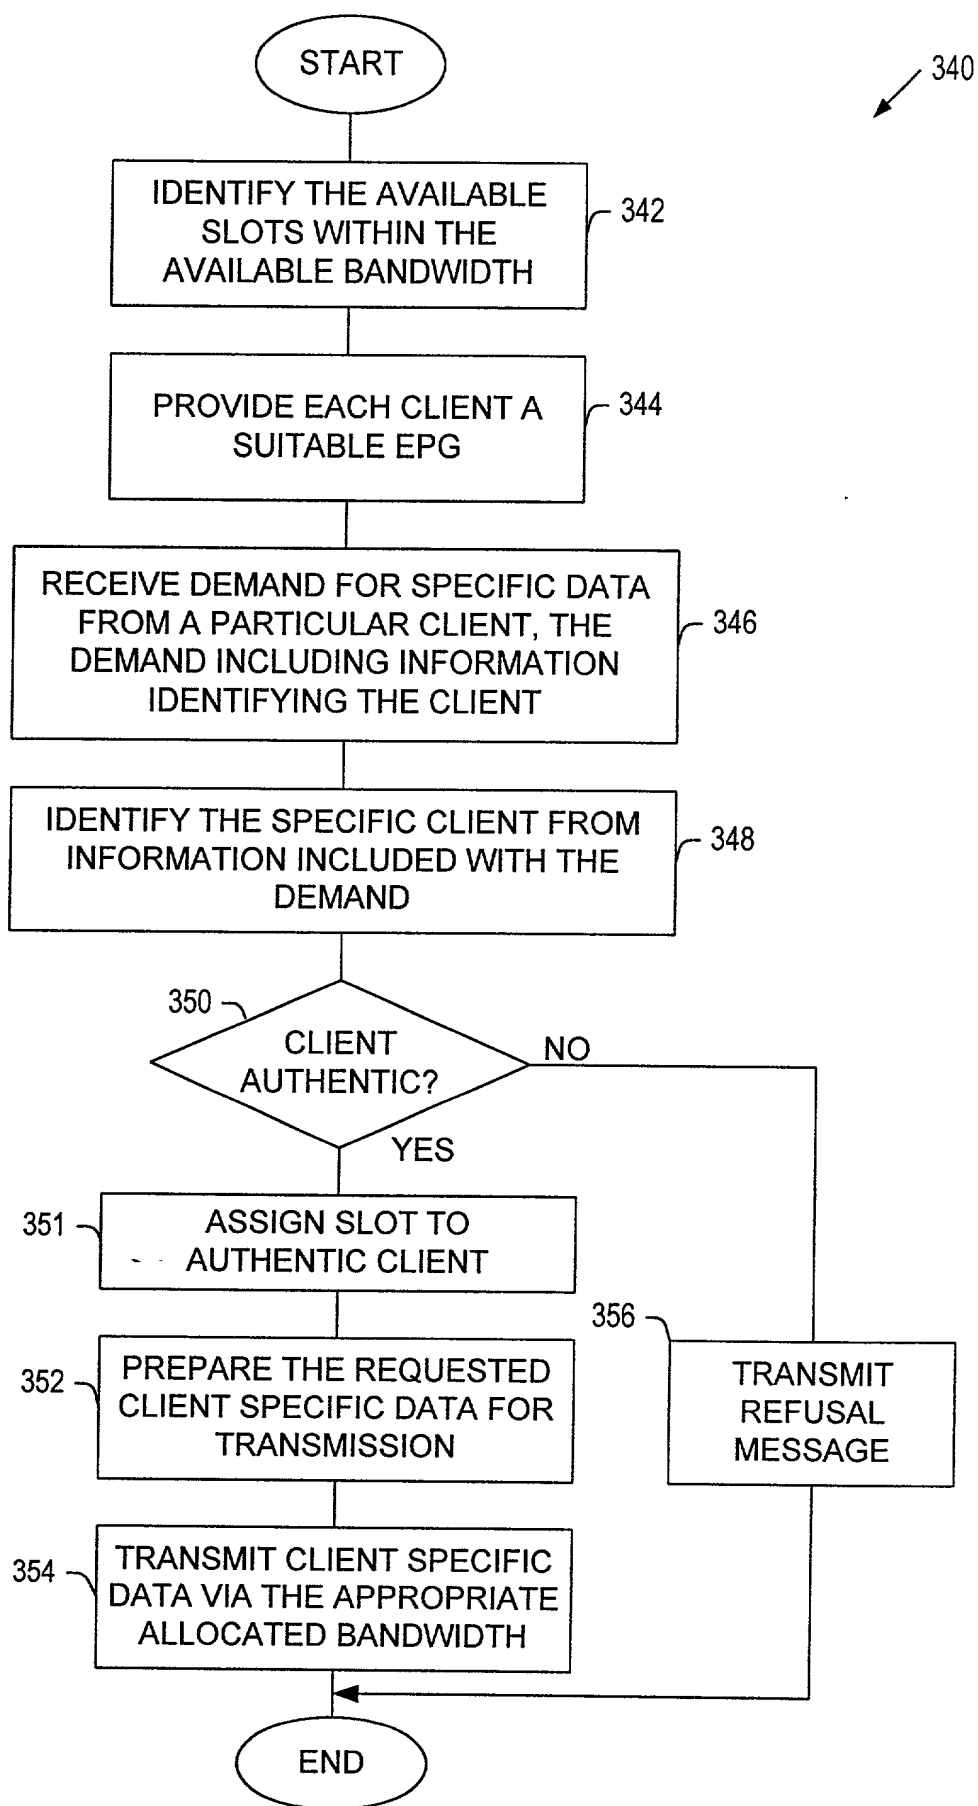 START
340
IDENTIFY THE AVAILABLE
SLOTS WITHIN THE
AVAILABLE BANDWIDTH
342
PROVIDE EACH CLIENT A
SUITABLE EPG
344
RECEIVE DEMAND FOR SPECIFIC DATA
FROM A PARTICULAR CLIENT, THE
DEMAND INCLUDING INFORMATION
IDENTIFYING THE CLIENT
346
IDENTIFY THE SPECIFIC CLIENT FROM
INFORMATION INCLUDED WITH THE
DEMAND
348
350
CLIENT
AUTHENTIC?
NO
YES
351
ASSIGN SLOT TO
AUTHENTIC CLIENT
352
PREPARE THE REQUESTED
CLIENT SPECIFIC DATA FOR
TRANSMISSION
356
TRANSMIT
REFUSAL
MESSAGE
354
TRANSMIT CLIENT SPECIFIC
DATA VIA THE APPROPRIATE
ALLOCATED BANDWIDTH
END